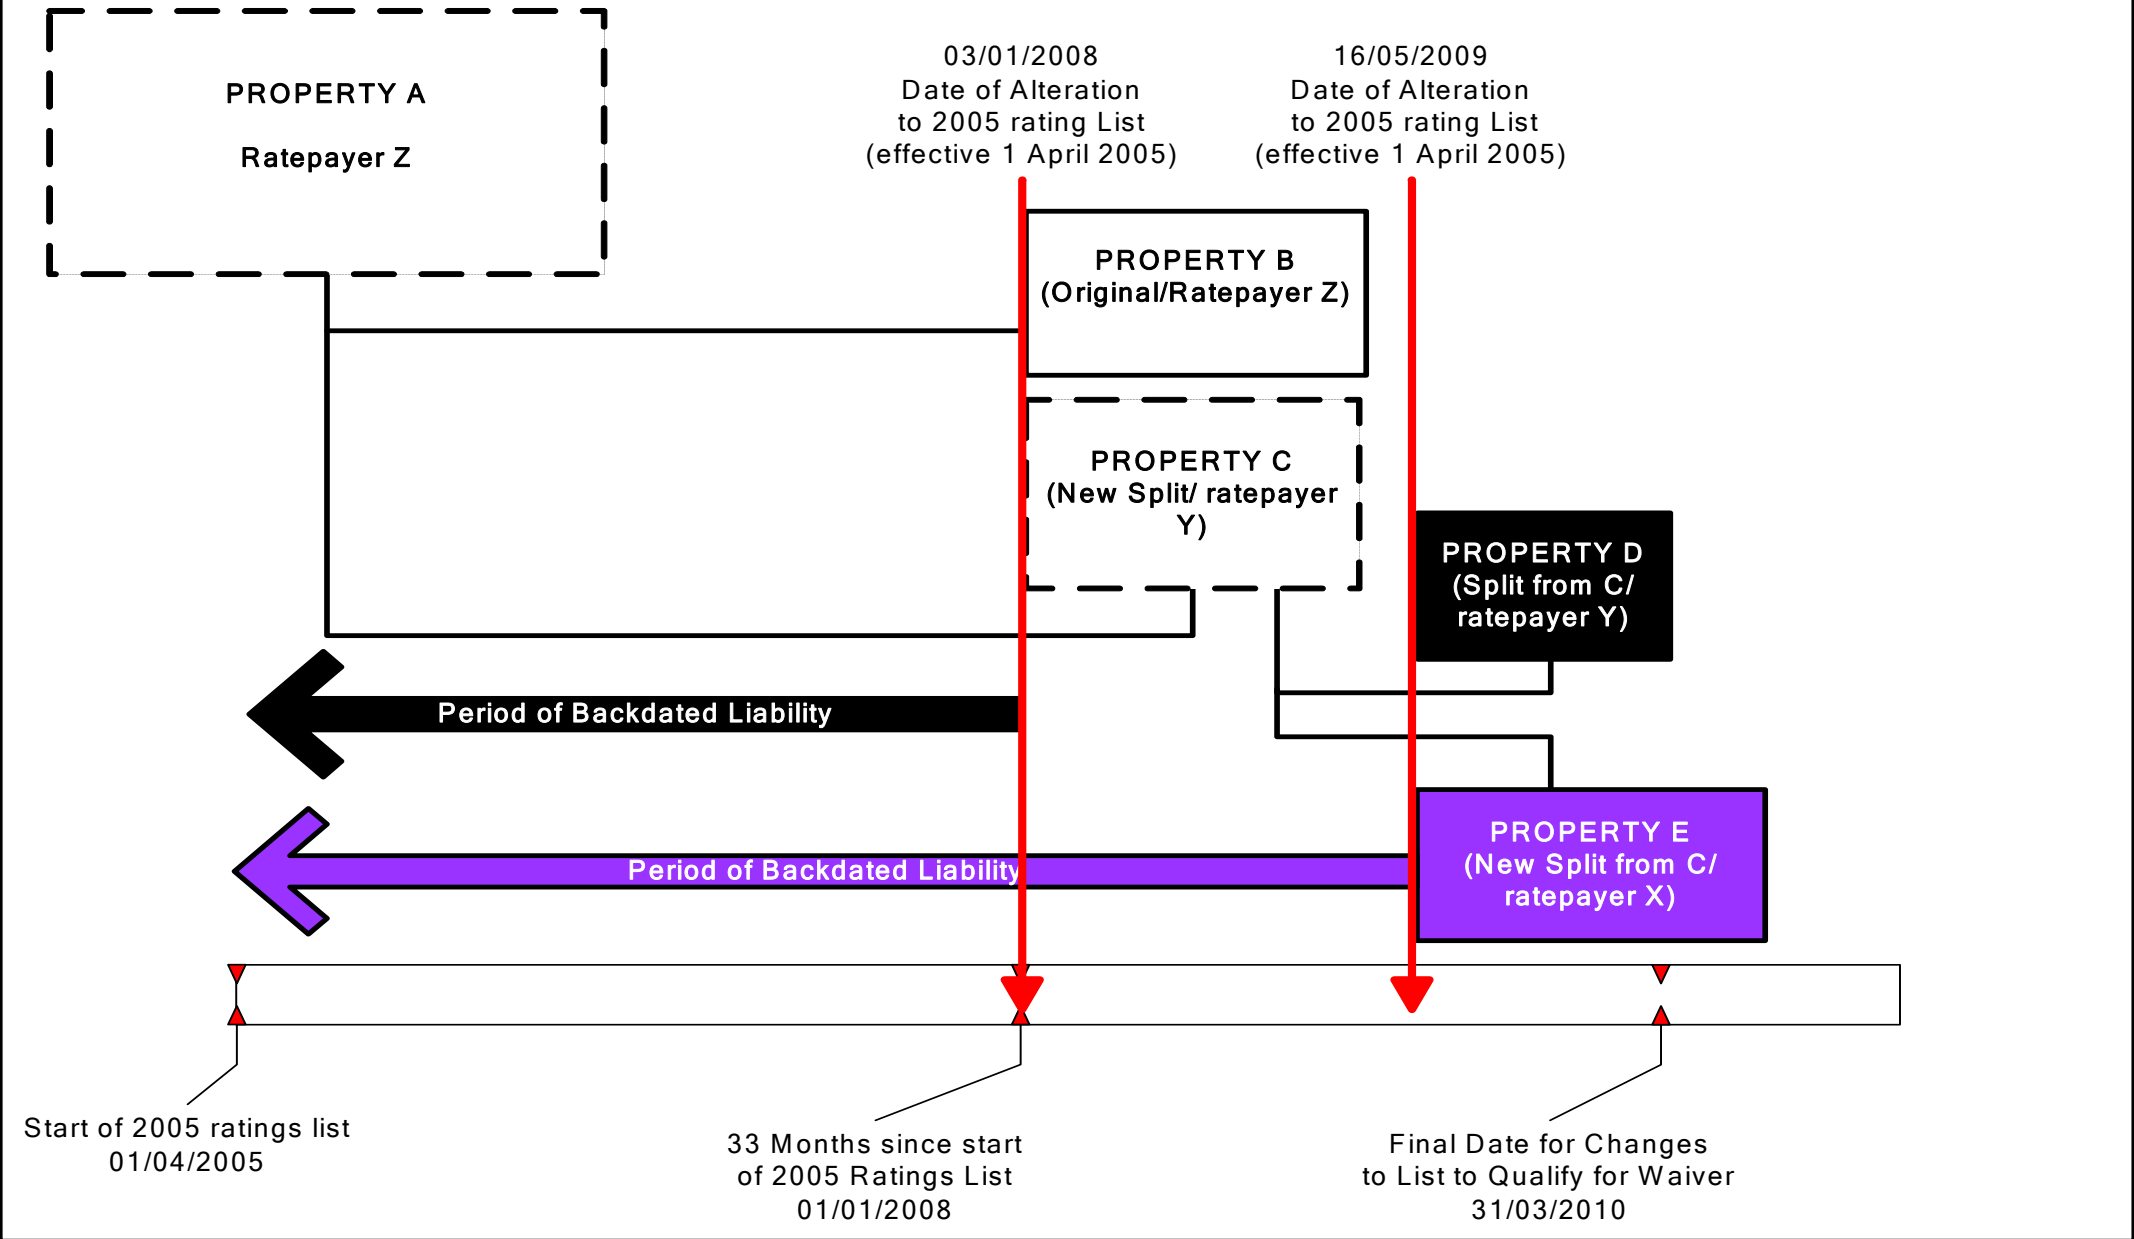 PROPERTY A
Ratepayer Z
03/01/2008
Date of Alteration
to 2005 rating List
(effective 1 April 2005)
16/05/2009
Date of Alteration
to 2005 rating List
(effective 1 April 2005)
PROPERTY B
(Original/Ratepayer Z)
PROPERTY C
(New Split/ ratepayer
Y)
PROPERTY D
(Split from C/
ratepayer Y)
Period of Backdated Liability
PROPERTY E
(New Split from C/
ratepayer X)
Period of Backdated Liability
Start of 2005 ratings list
01/04/2005
33 Months since start
of 2005 Ratings List
01/01/2008
Final Date for Changes
to List to Qualify for Waiver
31/03/2010